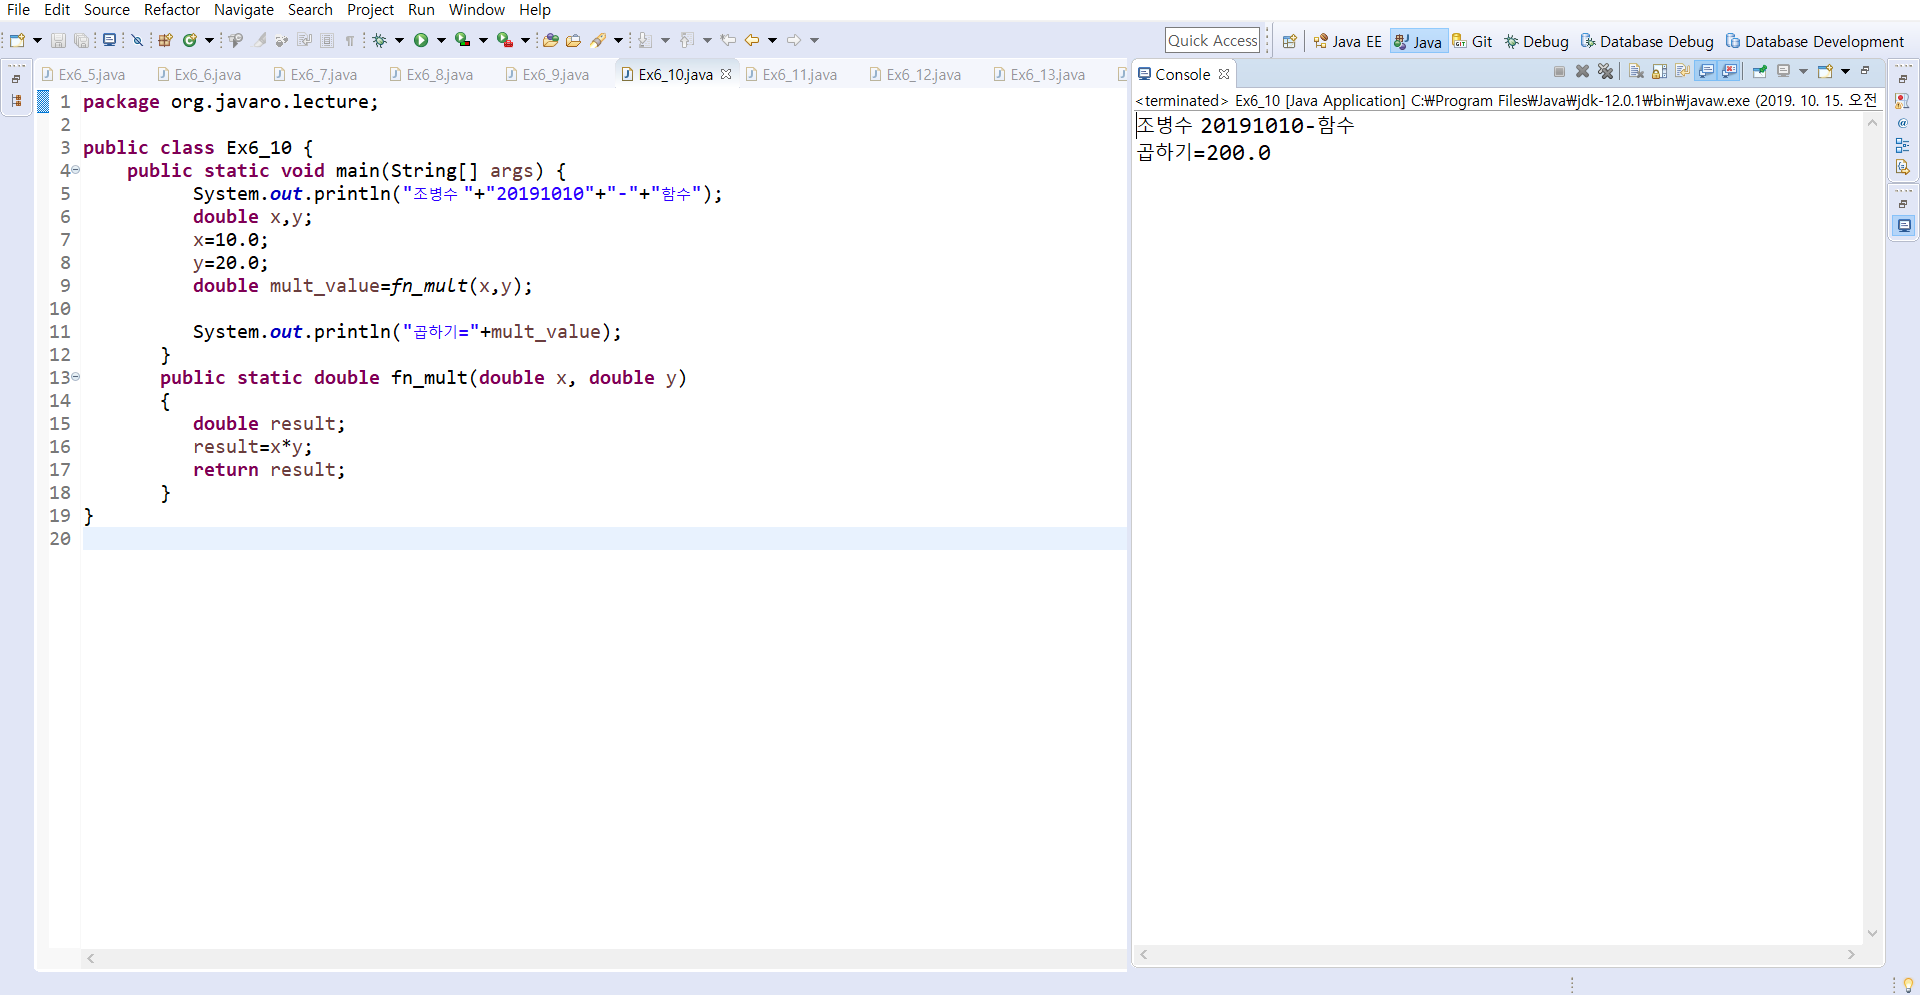 File Edit Source Refactor Navigate Search Project Run Window Help
Quick Access Java EE Java Git Debug Database Debug Database Development
Ex6_5.java Ex6_6.java Ex6_7.java Ex6_8.java Ex6_9.java Ex6_10.java Ex6_11.java Ex6_12.java Ex6_13.java
1 package org.javaro.lecture;
2
3 public class Ex6_10 {
4 public static void main(String[] args) {
5 System.out.println("조병수 "+"20191010"+"-"+"함수");
6 double x,y;
7 x=10.0;
8 y=20.0;
9 double mult_value=fn_mult(x,y);
10
11 System.out.println("곱하기="+mult_value);
12 }
13 public static double fn_mult(double x, double y)
14 {
15 double result;
16 result=x*y;
17 return result;
18 }
19 }
20
Console
<terminated> Ex6_10 [Java Application] C:₩Program Files₩Java₩jdk-12.0.1₩bin₩javaw.exe (2019. 10. 15. 오전
조병수 20191010-함수
곱하기=200.0